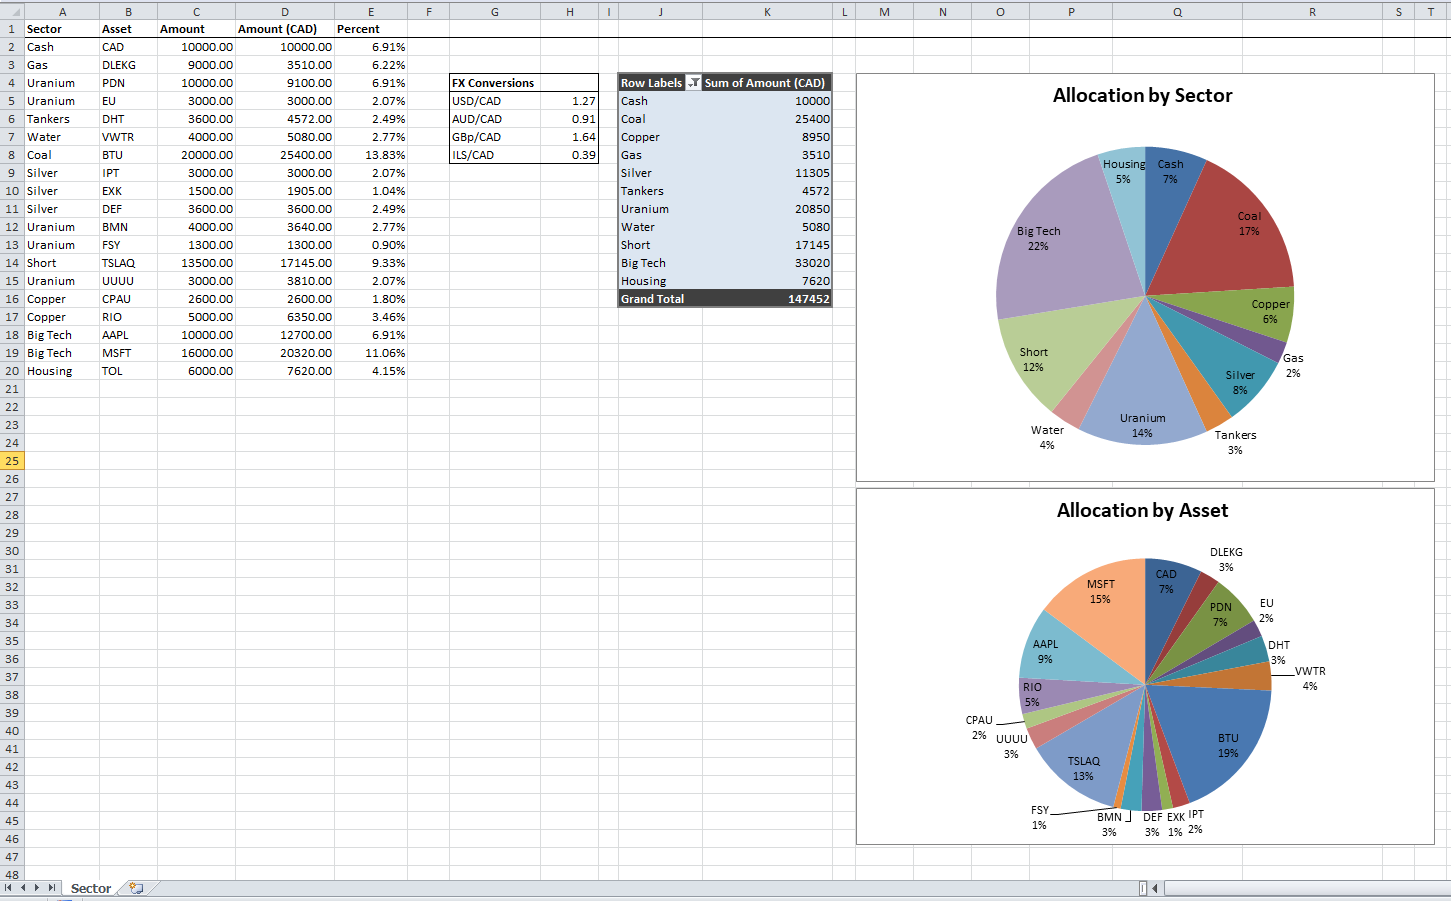 A B C D E F G H I J K L M N O P Q R S T
1 Sector Asset Amount Amount (CAD) Percent
2 Cash CAD 10000.00 10000.00 6.91%
3 Gas DLEKG 9000.00 3510.00 6.22%
4 Uranium PDN 10000.00 9100.00 6.91% FX Conversions Row Labels Sum of Amount (CAD)
5 Uranium EU 3000.00 3000.00 2.07% USD/CAD 1.27 Cash 10000
6 Tankers DHT 3600.00 4572.00 2.49% AUD/CAD 0.91 Coal 25400
7 Water VWTR 4000.00 5080.00 2.77% GBp/CAD 1.64 Copper 8950
8 Coal BTU 20000.00 25400.00 13.83% ILS/CAD 0.39 Gas 3510
9 Silver IPT 3000.00 3000.00 2.07% Silver 11305
10 Silver EXK 1500.00 1905.00 1.04% Tankers 4572
11 Silver DEF 3600.00 3600.00 2.49% Uranium 20850
12 Uranium BMN 4000.00 3640.00 2.77% Water 5080
13 Uranium FSY 1300.00 1300.00 0.90% Short 17145
14 Short TSLAQ 13500.00 17145.00 9.33% Big Tech 33020
15 Uranium UUUU 3000.00 3810.00 2.07% Housing 7620
16 Copper CPAU 2600.00 2600.00 1.80% Grand Total 147452
17 Copper RIO 5000.00 6350.00 3.46%
18 Big Tech AAPL 10000.00 12700.00 6.91%
19 Big Tech MSFT 16000.00 20320.00 11.06%
20 Housing TOL 6000.00 7620.00 4.15%
21
22
23
24
25
26
27
28
29
30
31
32
33
34
35
36
37
38
39
40
41
42
43
44
45
46
47
48
Allocation by Sector
Housing
5%
Cash
7%
Coal
17%
Big Tech
22%
Copper
6%
Short
12%
Gas
2%
Silver
8%
Uranium
14%
Water
4%
Tankers
3%
Allocation by Asset
DLEKG
3%
CAD
7%
MSFT
15%
PDN
7%
EU
2%
AAPL
9%
DHT
3%
VWTR
4%
RIO
5%
CPAU
2%
UUUU
3%
BTU
19%
TSLAQ
13%
FSY
1%
BMN
3%
DEF
3%
EXK
1%
IPT
2%
Sector